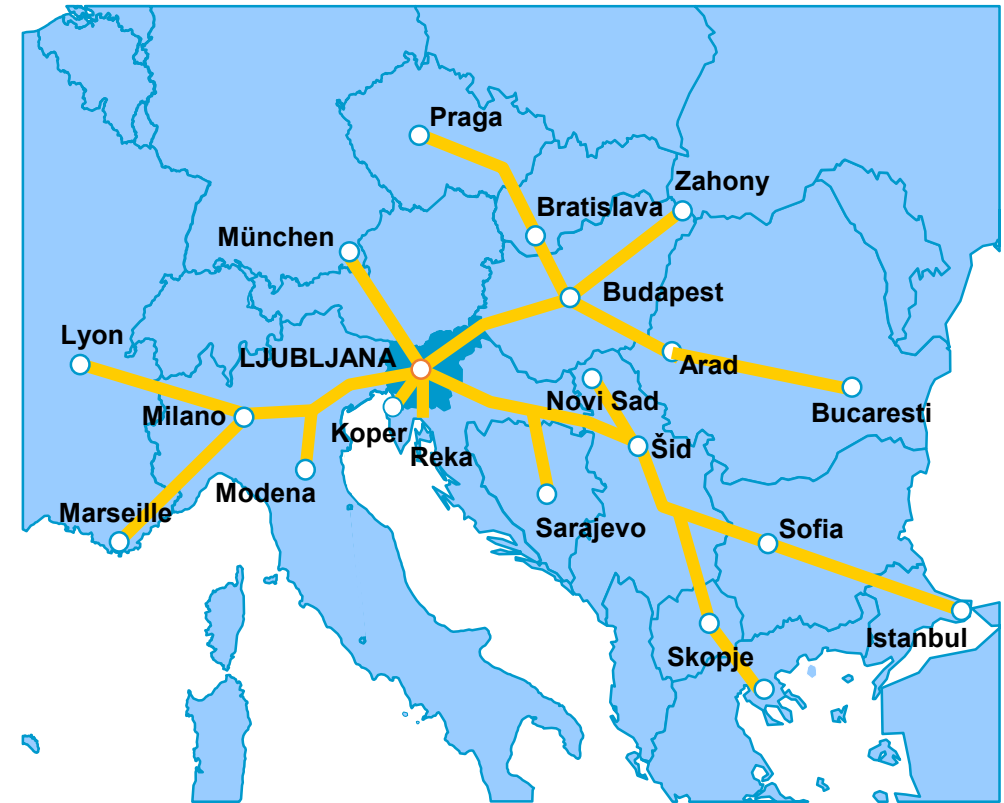 Praga
Zahony
Bratislava
München
Budapest
Lyon
LJUBLJANA
Arad
Novi Sad
Bucaresti
Milano
Koper
Reka
Šid
Modena
Marseille
Sarajevo
Sofia
Istanbul
Skopje